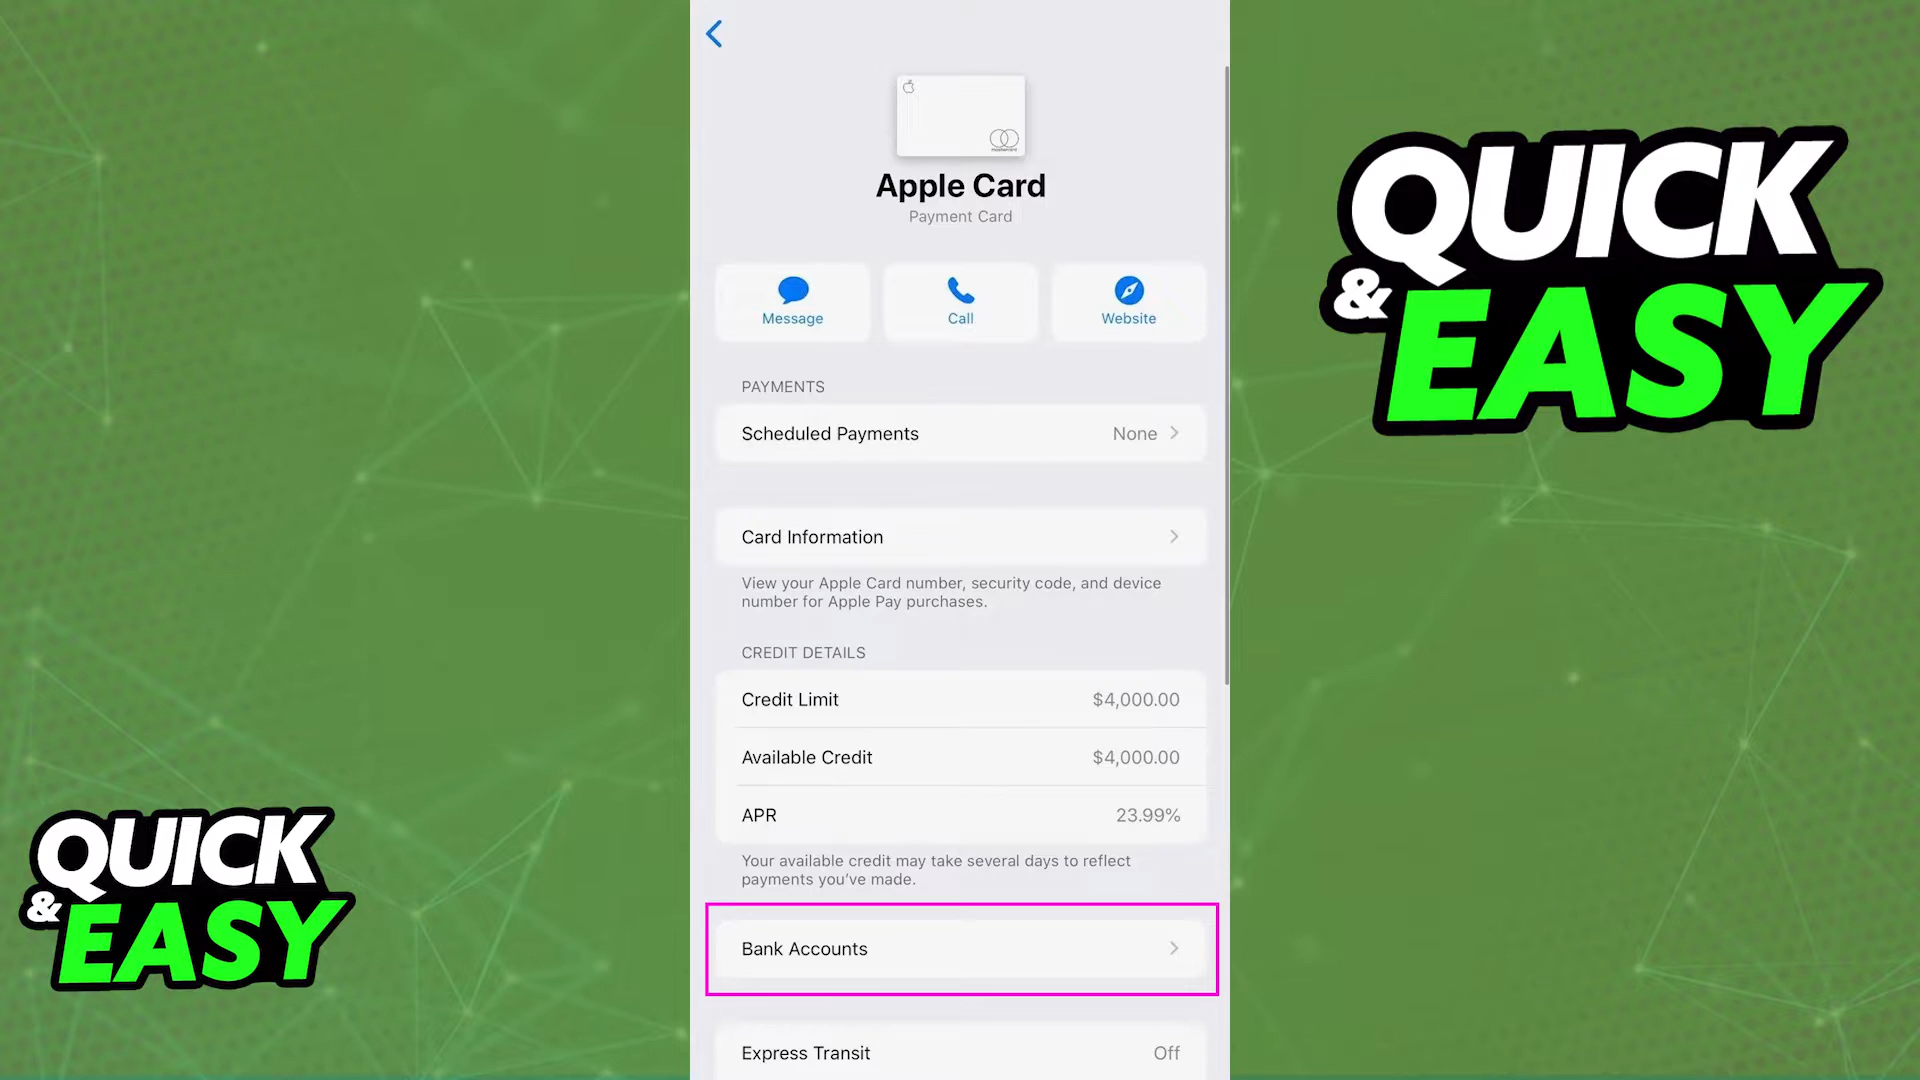 Apple Card
Payment Card
Message
Call
Website
PAYMENTS
Scheduled Payments None
Card Information
View your Apple Card number, security code, and device
number for Apple Pay purchases.
CREDIT DETAILS
Credit Limit $4,000.00
Available Credit $4,000.00
APR 23.99%
Your available credit may take several days to reflect
payments you've made.
Bank Accounts
Express Transit Off
QUICK
& EASY
QUICK
& EASY